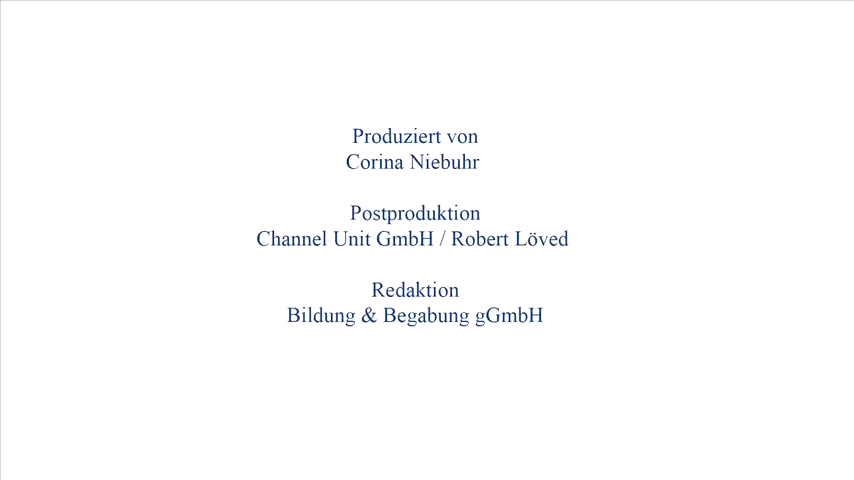 Produziert von
Corina Niebuhr
Postproduktion
Channel Unit GmbH / Robert Löved
Redaktion
Bildung & Begabung gGmbH